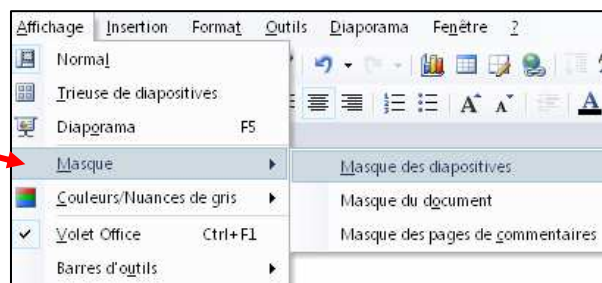 Affichage Insertion Format Outils Diaporama Fenêtre ?
Normal
Trieuse de diapositives
Diaporama F5
Masque
Masque des diapositives
Couleurs/Nuances de gris
Masque du document
Volet Office Ctrl+F1
Masque des pages de commentaires
Barres d'outils